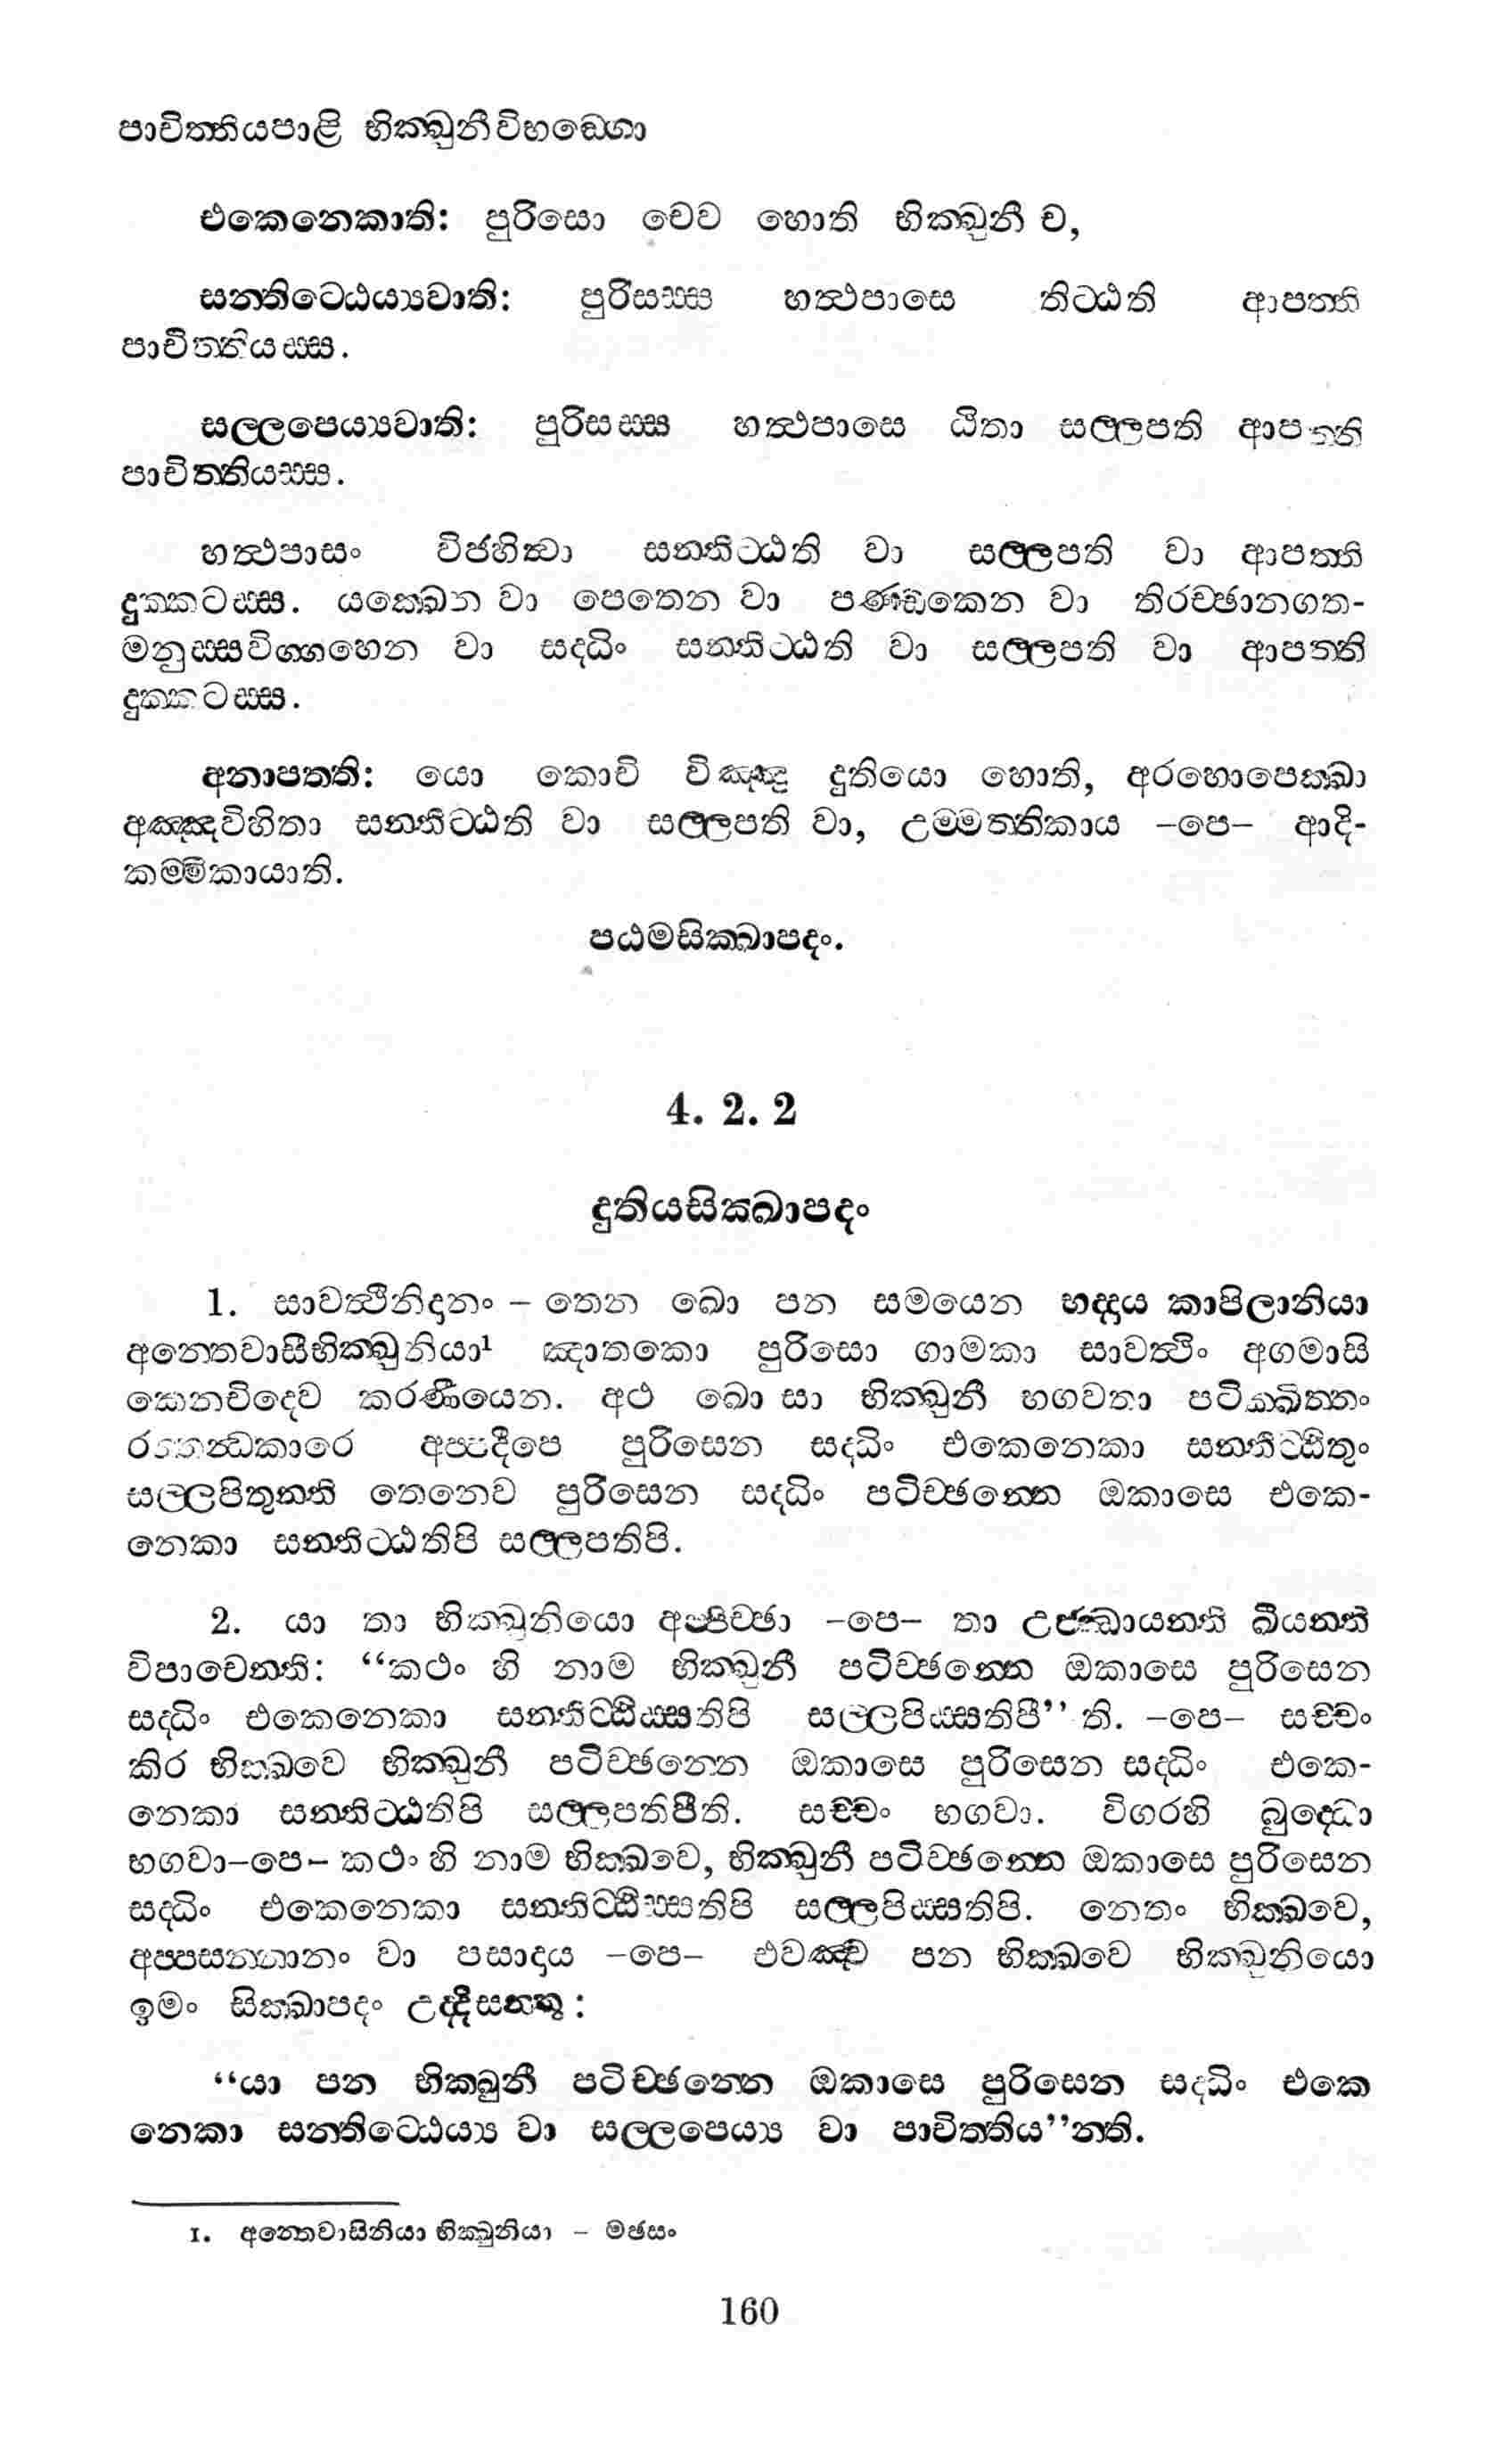 පාචිත්තියපාළි භික්ඛුනීවිභඞ්ගො
එකෙනෙකාති: පුරිසො චෙව හොති භික්ඛුනී ච,
සන්තිට්ඨෙය්‍යවාති: පුරිසස්ස හත්ථපාසෙ තිට්ඨති ආපත්ති
පාචිත්තියස්ස.
සල්ලපෙය්‍යවාති: පුරිසස්ස හත්ථපාසෙ ඨිතා සල්ලපති ආපත්ති
පාචිත්තියස්ස.
හත්ථපාසං විජහිත්වා සන්තිට්ඨති වා සල්ලපති වා ආපත්ති
දුක්කටස්ස. යක්ඛෙන වා පෙතෙන වා පණ්ඩකෙන වා තිරච්ඡානගත-
මනුස්සවිග්ගහෙන වා සද්ධිං සන්තිට්ඨති වා සල්ලපති වා ආපත්ති
දුක්කටස්ස.
අනාපත්ති: යො කොචි විඤ්ඤූ දුතියො හොති, අරහොපෙක්ඛා
අඤ්ඤවිහිතා සන්තිට්ඨති වා සල්ලපති වා, උම්මත්තිකාය –පෙ– ආදි-
කම්මිකායාති.
පඨමසික්ඛාපදං.
4. 2. 2
දුතියසික්ඛාපදං
1. සාවත්ථිනිදානං – තෙන ඛො පන සමයෙන භද්දාය කාපිලානියා
අන්තෙවාසීභික්ඛුනියා¹ ඤාතකො පුරිසො ගාමකා සාවත්ථිං අගමාසි
කෙනචිදෙව කරණීයෙන. අථ ඛො සා භික්ඛුනී භගවතා පටික්ඛිත්තං
රත්තන්ධකාරෙ අප්පදීපෙ පුරිසෙන සද්ධිං එකෙනෙකා සන්තිට්ඨිතුං
සල්ලපිතුන්ති තෙනෙව පුරිසෙන සද්ධිං පටිච්ඡන්නෙ ඔකාසෙ එකෙ-
නෙකා සන්තිට්ඨතිපි සල්ලපතිපි.
2. යා තා භික්ඛුනියො අප්පිච්ඡා –පෙ– තා උජ්ඣායන්ති ඛීයන්ති
විපාචෙන්ති: “කථං හි නාම භික්ඛුනී පටිච්ඡන්නෙ ඔකාසෙ පුරිසෙන
සද්ධිං එකෙනෙකා සන්තිට්ඨිස්සතිපි සල්ලපිස්සතිපී” ති. –පෙ– සච්චං
කිර භික්ඛවෙ භික්ඛුනී පටිච්ඡන්නෙ ඔකාසෙ පුරිසෙන සද්ධිං එකෙ-
නෙකා සන්තිට්ඨතිපි සල්ලපතිපීති. සච්චං භගවා. විගරහි බුද්ධො
භගවා–පෙ– කථං හි නාම භික්ඛවෙ, භික්ඛුනී පටිච්ඡන්නෙ ඔකාසෙ පුරිසෙන
සද්ධිං එකෙනෙකා සන්තිට්ඨිස්සතිපි සල්ලපිස්සතිපි. නෙතං භික්ඛවෙ,
අප්පසන්නානං වා පසාදාය –පෙ– එවඤ්ච පන භික්ඛවෙ භික්ඛුනියො
ඉමං සික්ඛාපදං උද්දිසන්තු:
“යා පන භික්ඛුනී පටිච්ඡන්නෙ ඔකාසෙ පුරිසෙන සද්ධිං එකෙ
නෙකා සන්තිට්ඨෙය්‍ය වා සල්ලපෙය්‍ය වා පාචිත්තිය”න්ති.
1. අන්තෙවාසිනියා භික්ඛුනියා – මඡසං
160